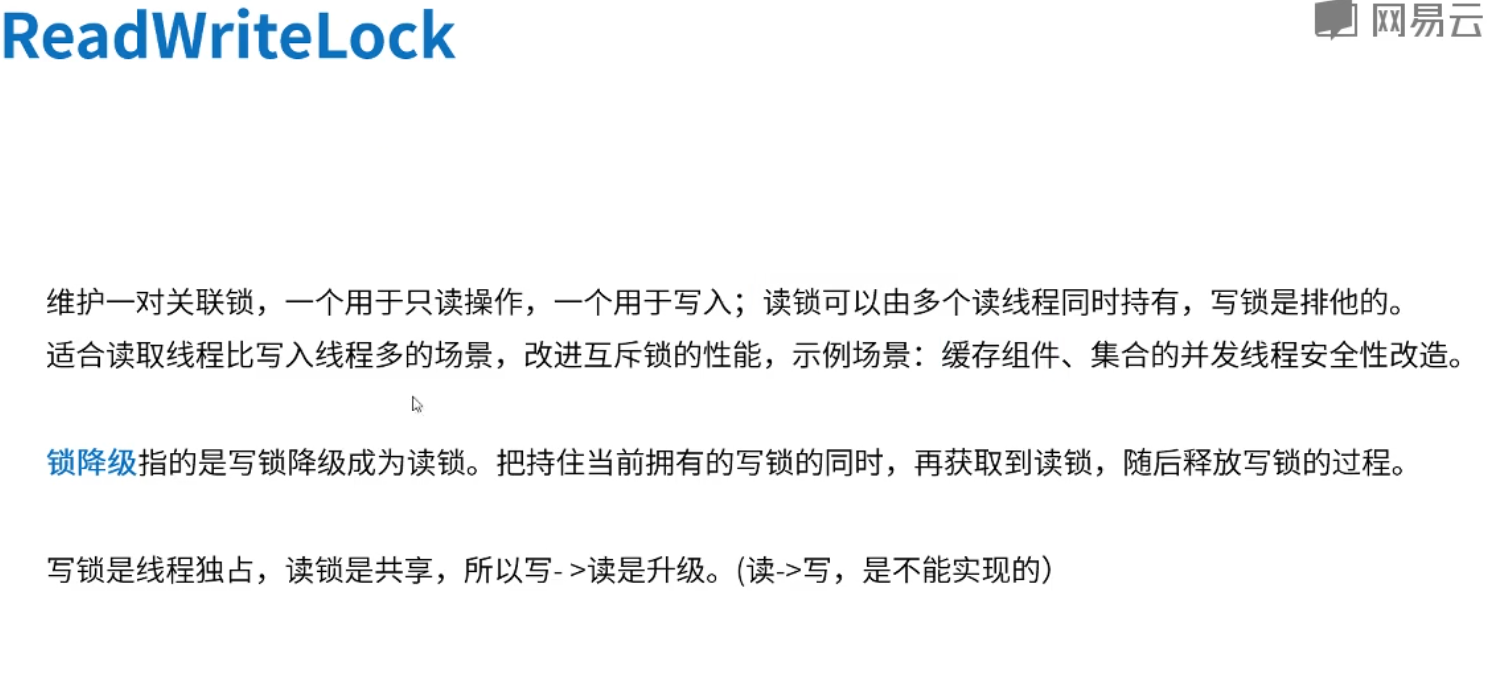 ReadWriteLock
网易云
维护一对关联锁，一个用于只读操作，一个用于写入；读锁可以由多个读线程同时持有，写锁是排他的。
适合读取线程比写入线程多的场景，改进互斥锁的性能，示例场景：缓存组件、集合的并发线程安全性改造。
锁降级指的是写锁降级成为读锁。把持住当前拥有的写锁的同时，再获取到读锁，随后释放写锁的过程。
写锁是线程独占，读锁是共享，所以写- >读是升级。(读->写，是不能实现的）